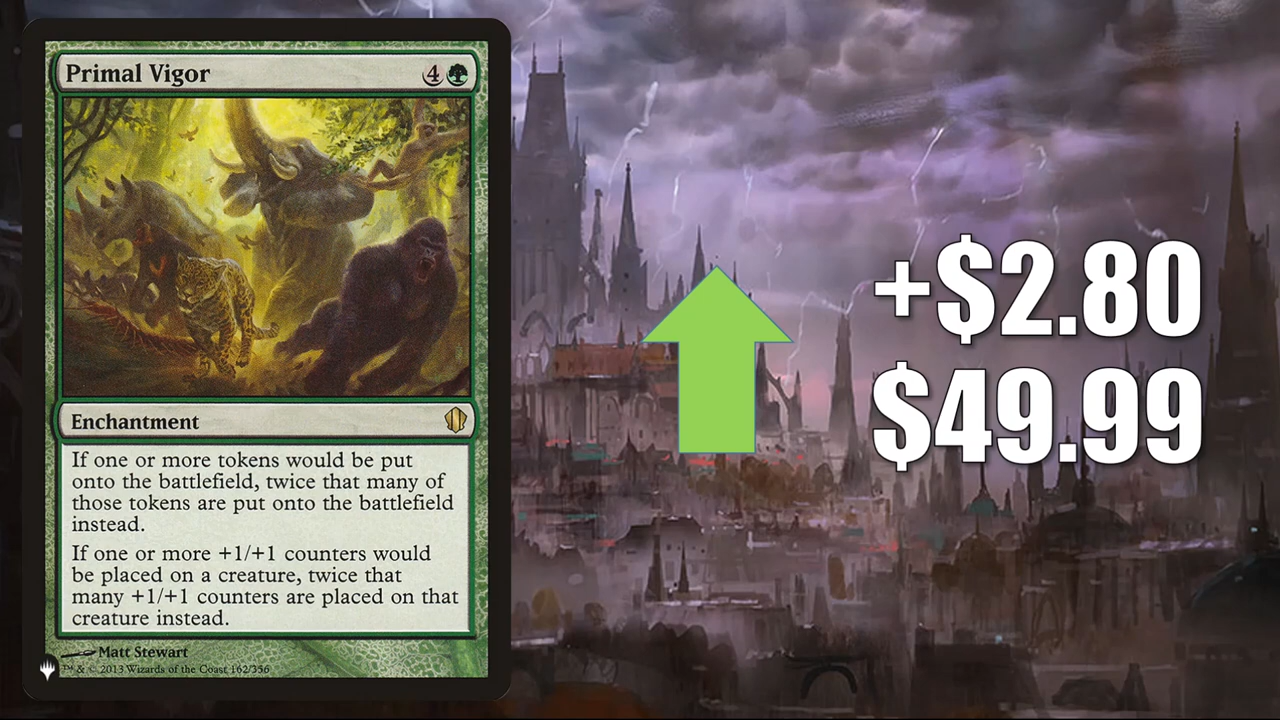 Primal Vigor 4
Enchantment
If one or more tokens would be put
onto the battlefield, twice that many of
those tokens are put onto the battlefield
instead.
If one or more +1/+1 counters would
be placed on a creature, twice that
many +1/+1 counters are placed on that
creature instead.
Matt Stewart
™ & © 2013 Wizards of the Coast 162/356
+$2.80
$49.99